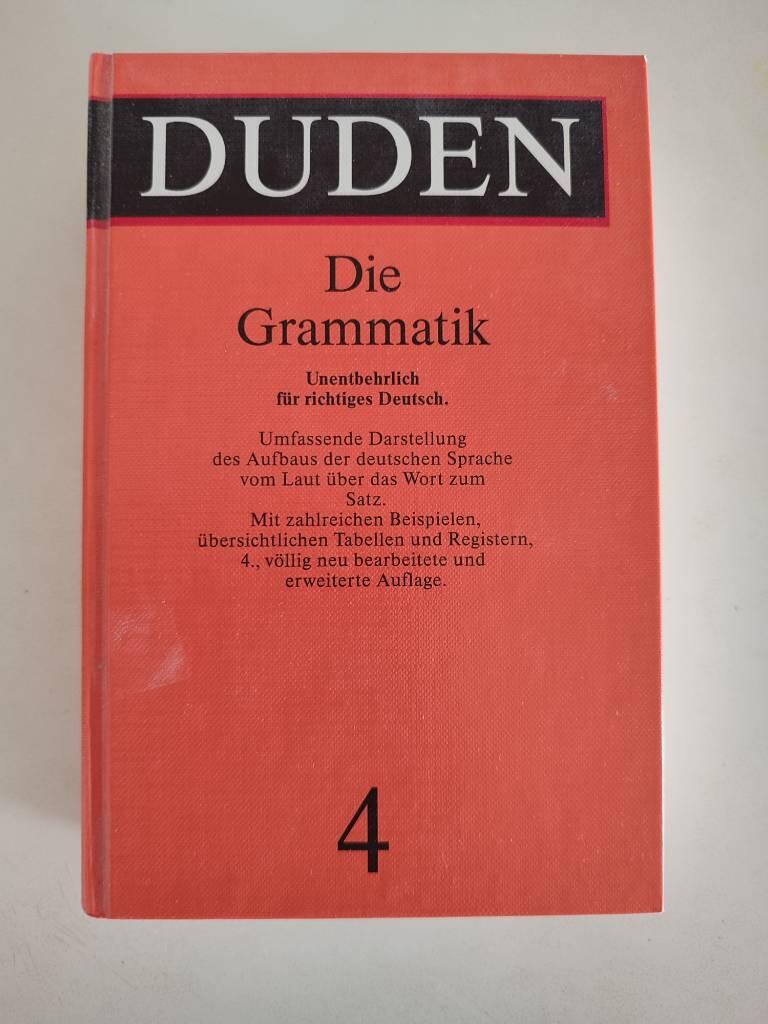 DUDEN
Die
Grammatik
Unentbehrlich
für richtiges Deutsch.
Umfassende Darstellung
des Aufbaus der deutschen Sprache
vom Laut über das Wort zum
Satz.
Mit zahlreichen Beispielen,
übersichtlichen Tabellen und Registern,
4., völlig neu bearbeitete und
erweiterte Auflage.
4